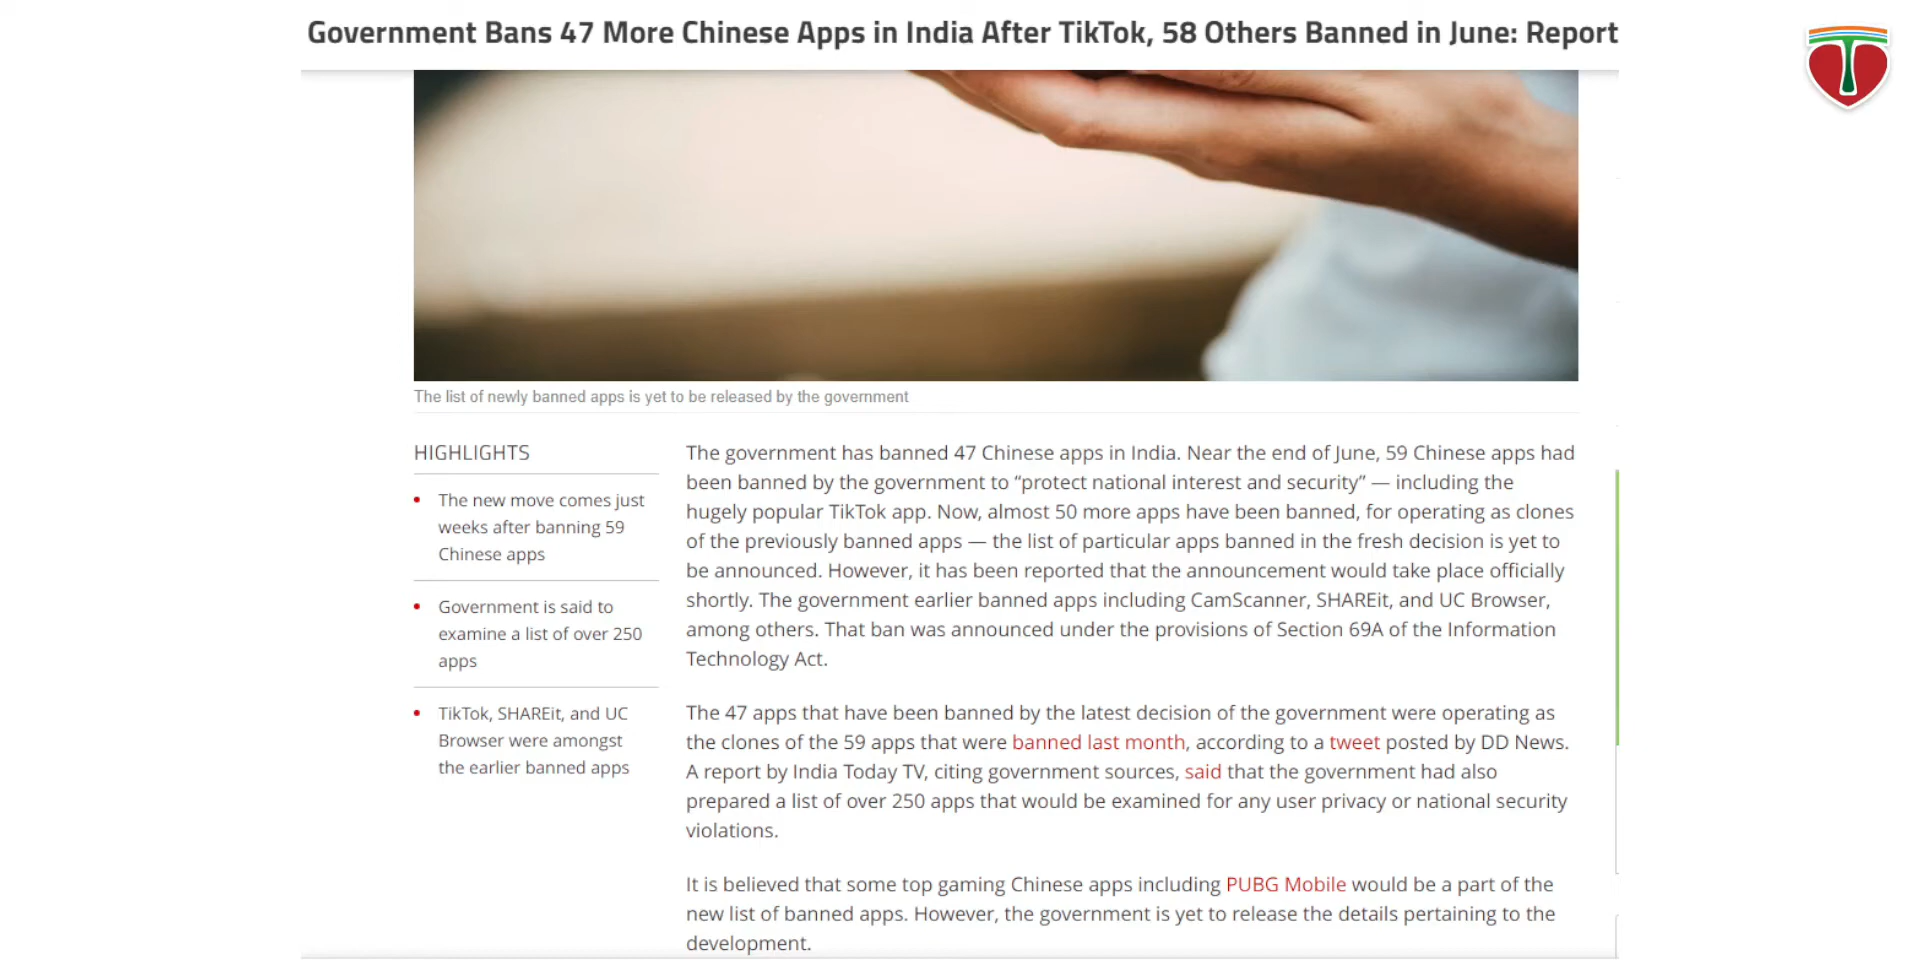 Government Bans 47 More Chinese Apps in India After TikTok, 58 Others Banned in June: Report
The list of newly banned apps is yet to be released by the government
HIGHLIGHTS
The new move comes just
weeks after banning 59
Chinese apps
Government is said to
examine a list of over 250
apps
TikTok, SHAREit, and UC
Browser were amongst
the earlier banned apps
The government has banned 47 Chinese apps in India. Near the end of June, 59 Chinese apps had
been banned by the government to “protect national interest and security” — including the
hugely popular TikTok app. Now, almost 50 more apps have been banned, for operating as clones
of the previously banned apps — the list of particular apps banned in the fresh decision is yet to
be announced. However, it has been reported that the announcement would take place officially
shortly. The government earlier banned apps including CamScanner, SHAREit, and UC Browser,
among others. That ban was announced under the provisions of Section 69A of the Information
Technology Act.
The 47 apps that have been banned by the latest decision of the government were operating as
the clones of the 59 apps that were banned last month, according to a tweet posted by DD News.
A report by India Today TV, citing government sources, said that the government had also
prepared a list of over 250 apps that would be examined for any user privacy or national security
violations.
It is believed that some top gaming Chinese apps including PUBG Mobile would be a part of the
new list of banned apps. However, the government is yet to release the details pertaining to the
development.